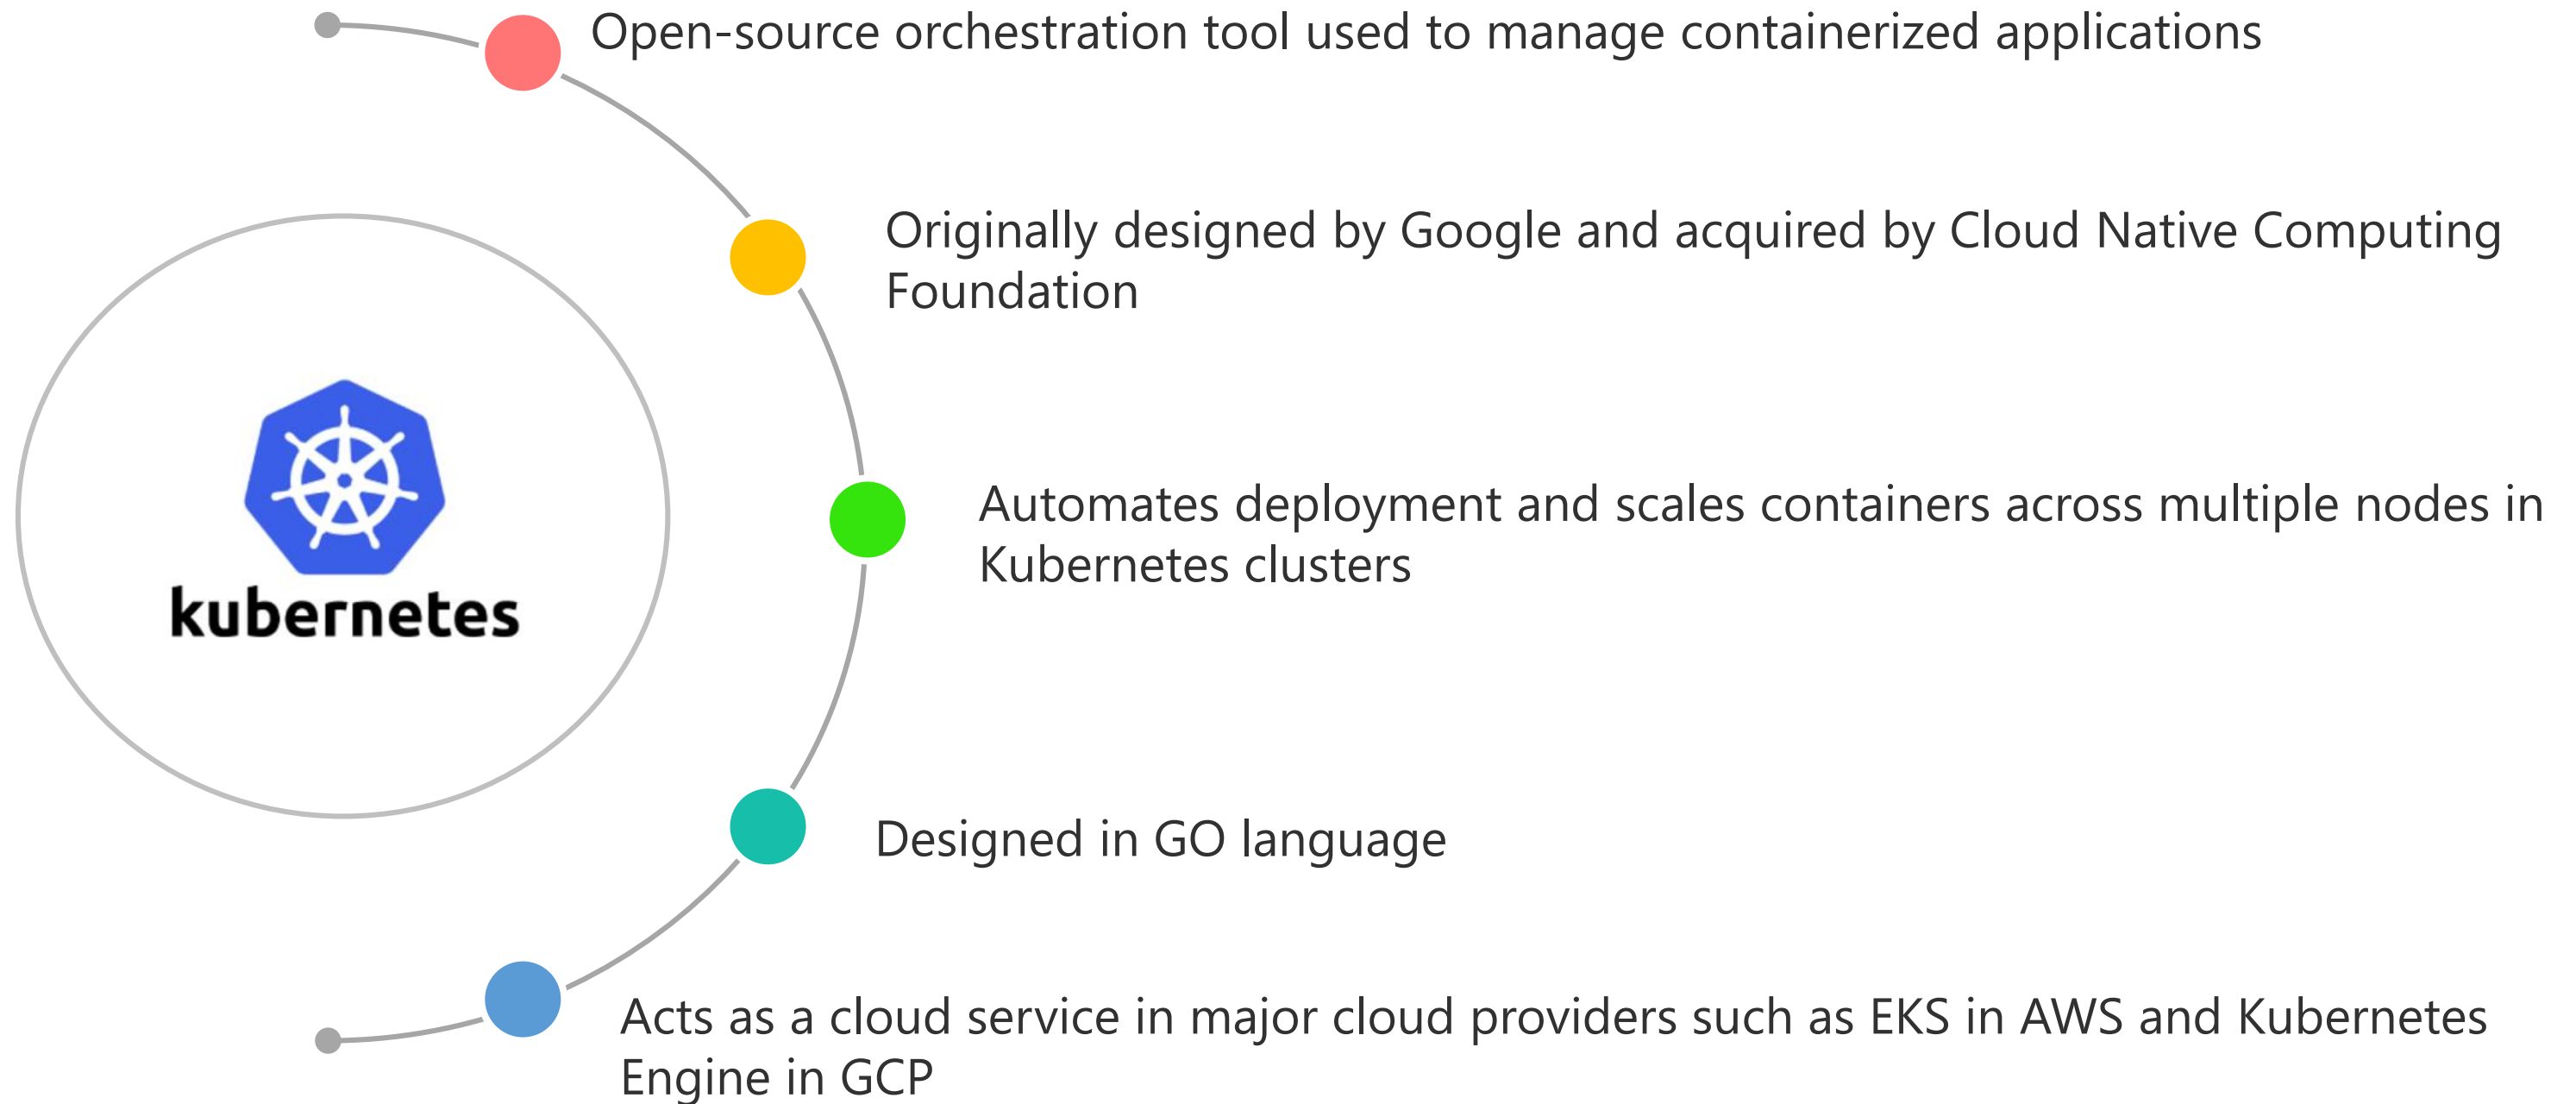 Open-source orchestration tool used to manage containerized applications
Originally designed by Google and acquired by Cloud Native Computing
Foundation
kubernetes
Automates deployment and scales containers across multiple nodes in
Kubernetes clusters
Designed in GO language
Acts as a cloud service in major cloud providers such as EKS in AWS and Kubernetes
Engine in GCP